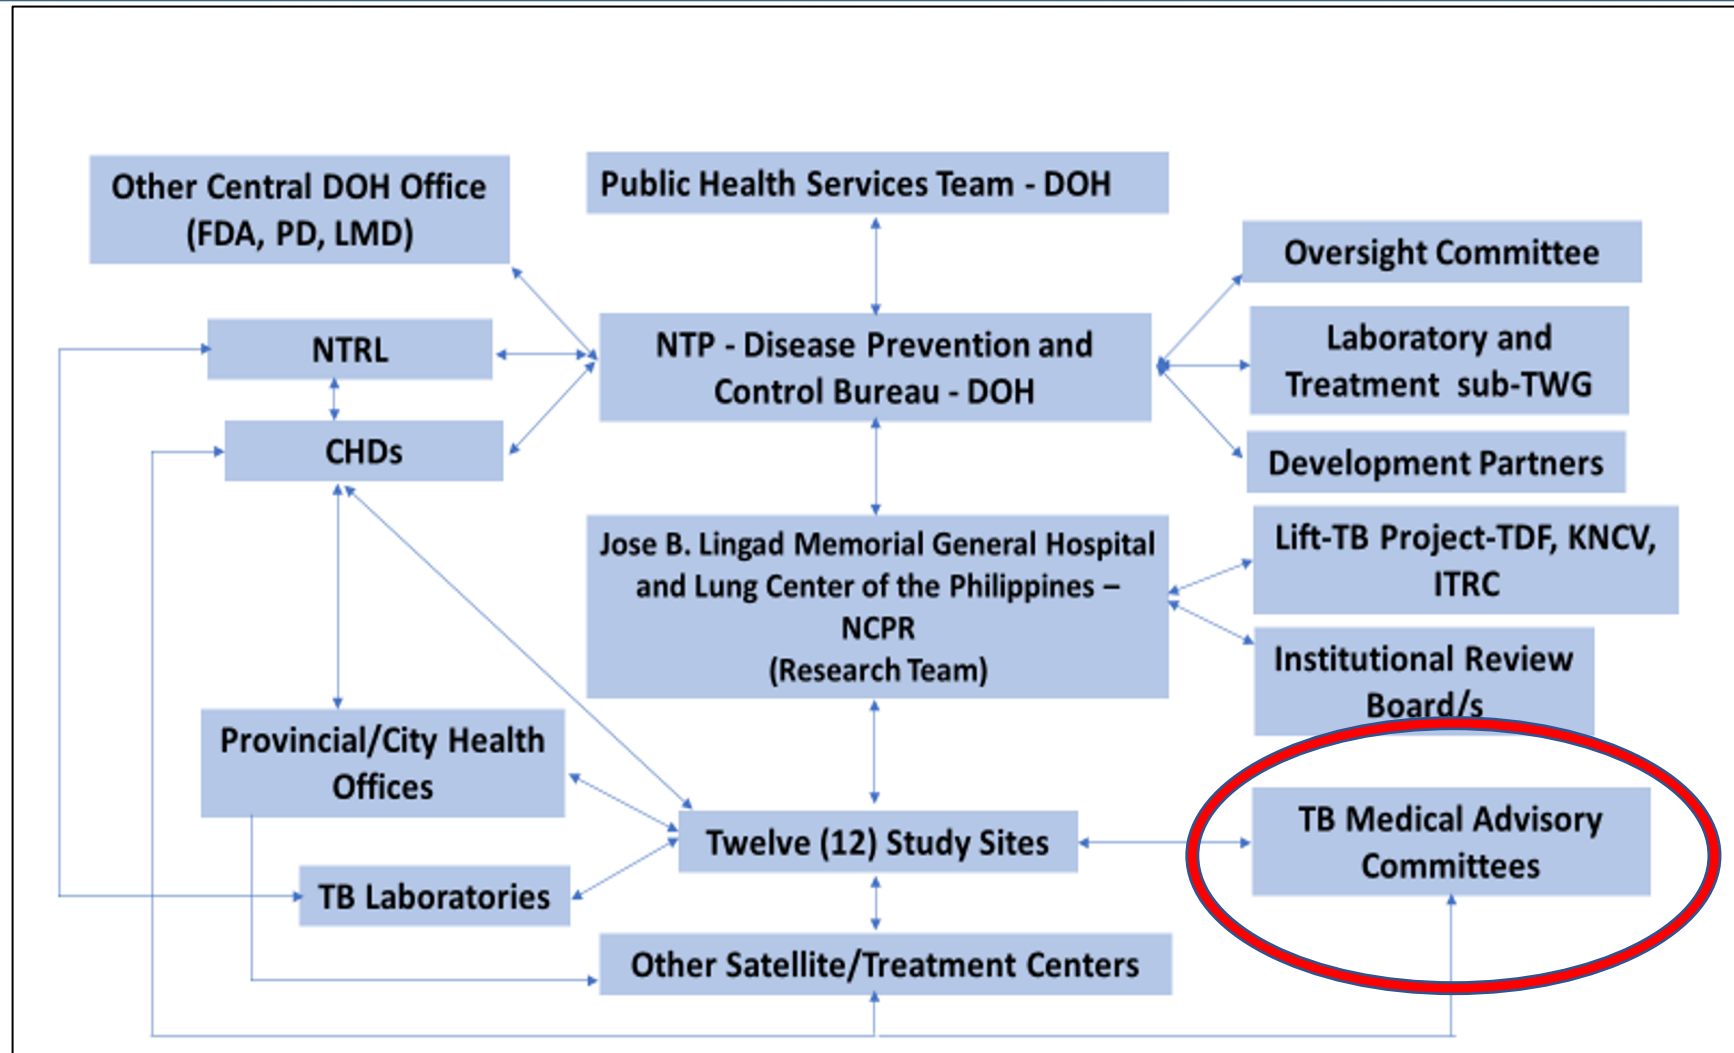 Other Central DOH Office
(FDA, PD, LMD)
Public Health Services Team - DOH
Oversight Committee
NTRL
NTP - Disease Prevention and
Control Bureau - DOH
Laboratory and
Treatment sub-TWG
CHDs
Development Partners
Jose B. Lingad Memorial General Hospital
and Lung Center of the Philippines –
NCPR
(Research Team)
Lift-TB Project-TDF, KNCV,
ITRC
Institutional Review
Board/s
Provincial/City Health
Offices
Twelve (12) Study Sites
TB Medical Advisory
Committees
TB Laboratories
Other Satellite/Treatment Centers